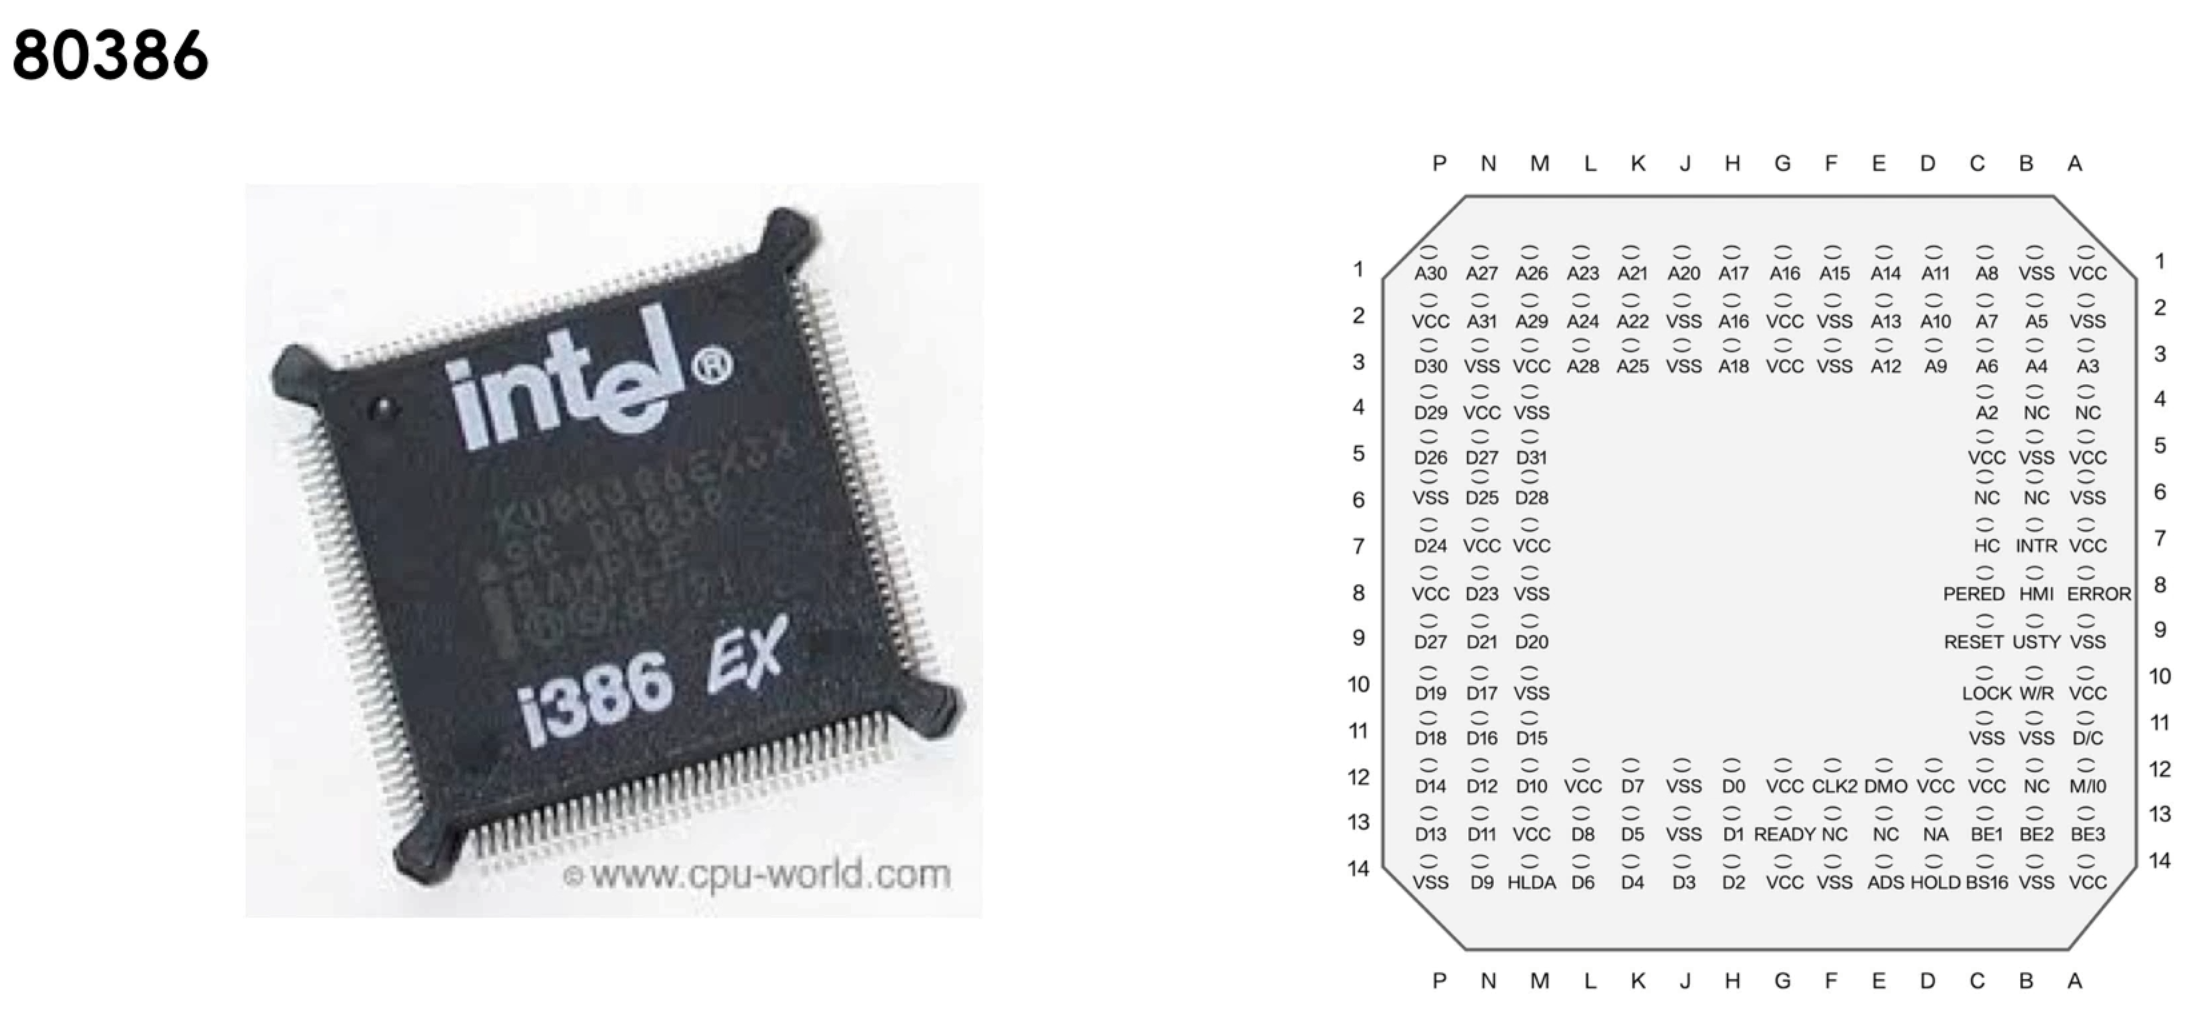 80386
intel®
i386 EX
© www.cpu-world.com
P N M L K J H G F E D C B A
1 A30 A27 A26 A23 A21 A20 A17 A16 A15 A14 A11 A8 VSS VCC 1
2 VCC A31 A29 A24 A22 VSS A16 VCC VSS A13 A10 A7 A5 VSS 2
3 D30 VSS VCC A28 A25 VSS A18 VCC VSS A12 A9 A6 A4 A3 3
4 D29 VCC VSS A2 NC NC 4
5 D26 D27 D31 VCC VSS VCC 5
6 VSS D25 D28 NC NC VSS 6
7 D24 VCC VCC HC INTR VCC 7
8 VCC D23 VSS PERED HMI ERROR 8
9 D27 D21 D20 RESET USTY VSS 9
10 D19 D17 VSS LOCK W/R VCC 10
11 D18 D16 D15 VSS VSS D/C 11
12 D14 D12 D10 VCC D7 VSS D0 VCC CLK2 DMO VCC VCC NC M/I0 12
13 D13 D11 VCC D8 D5 VSS D1 READY NC NC NA BE1 BE2 BE3 13
14 VSS D9 HLDA D6 D4 D3 D2 VCC VSS ADS HOLD BS16 VSS VCC 14
P N M L K J H G F E D C B A